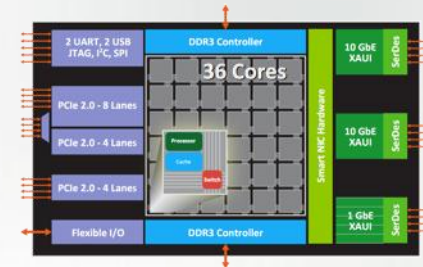 2 UART, 2 USB
JTAG, I²C, SPI
DDR3 Controller
10 GbE
XAUI
SerDes
36 Cores
PCIe 2.0 - 8 Lanes
Processor
Cache
Switch
Smart NIC Hardware
10 GbE
XAUI
SerDes
PCIe 2.0 - 4 Lanes
PCIe 2.0 - 4 Lanes
1 GbE
XAUI
SerDes
Flexible I/O
DDR3 Controller